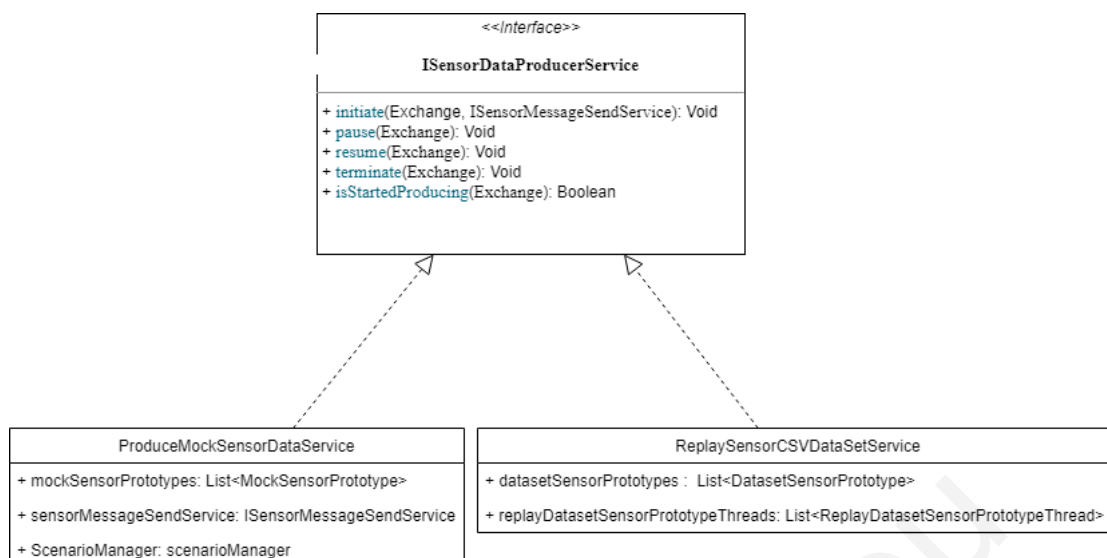 <<Interface>>
ISensorDataProducerService
+ initiate(Exchange, ISensorMessageSendService): Void
+ pause(Exchange): Void
+ resume(Exchange): Void
+ terminate(Exchange): Void
+ isStartedProducing(Exchange): Boolean
ProduceMockSensorDataService
+ mockSensorPrototypes: List<MockSensorPrototype>
+ sensorMessageSendService: ISensorMessageSendService
+ ScenarioManager: scenarioManager
ReplaySensorCSVDataSetService
+ datasetSensorPrototypes : List<DatasetSensorPrototype>
+ replayDatasetSensorPrototypeThreads: List<ReplayDatasetSensorPrototypeThread>